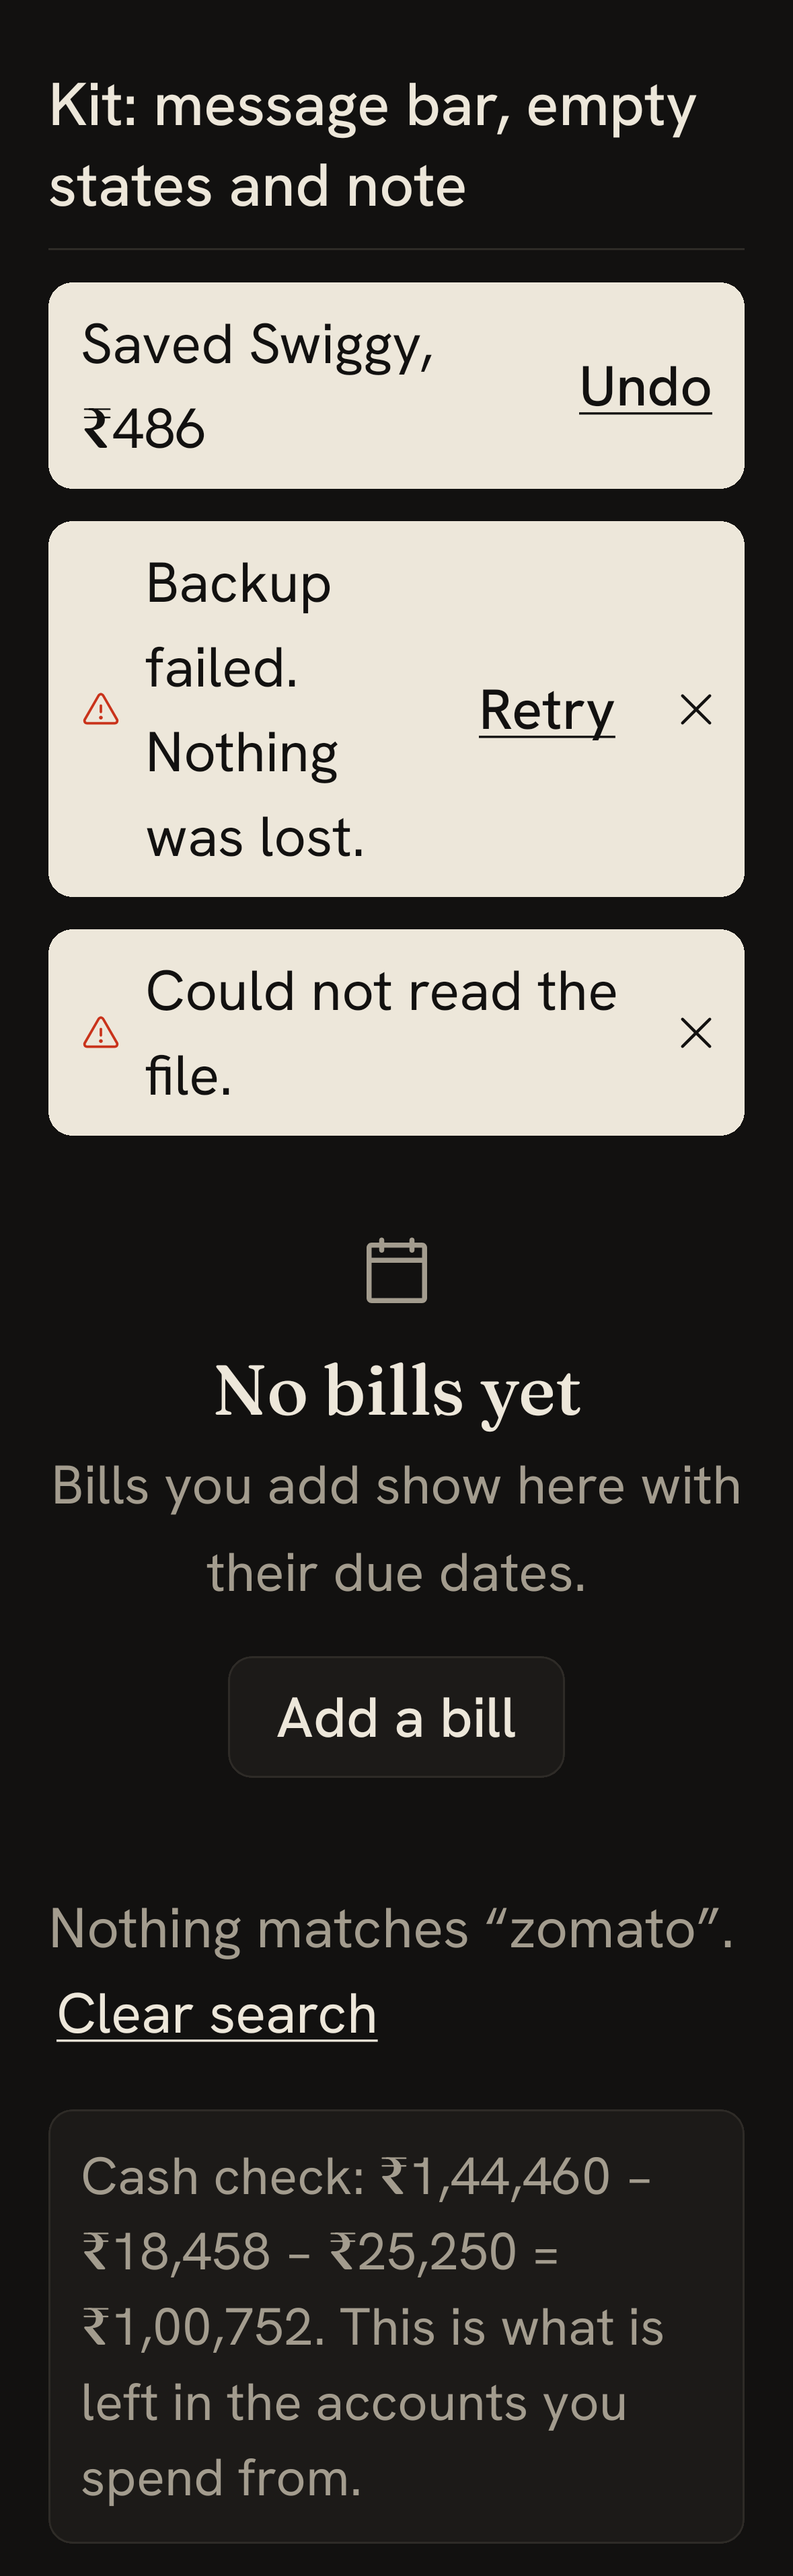 Kit: message bar, empty
states and note
Saved Swiggy,
₹486
Undo
Backup
failed.
Nothing
was lost.
Retry
Could not read the
file.
No bills yet
Bills you add show here with
their due dates.
Add a bill
Nothing matches “zomato”.
Clear search
Cash check: ₹1,44,460 –
₹18,458 – ₹25,250 =
₹1,00,752. This is what is
left in the accounts you
spend from.